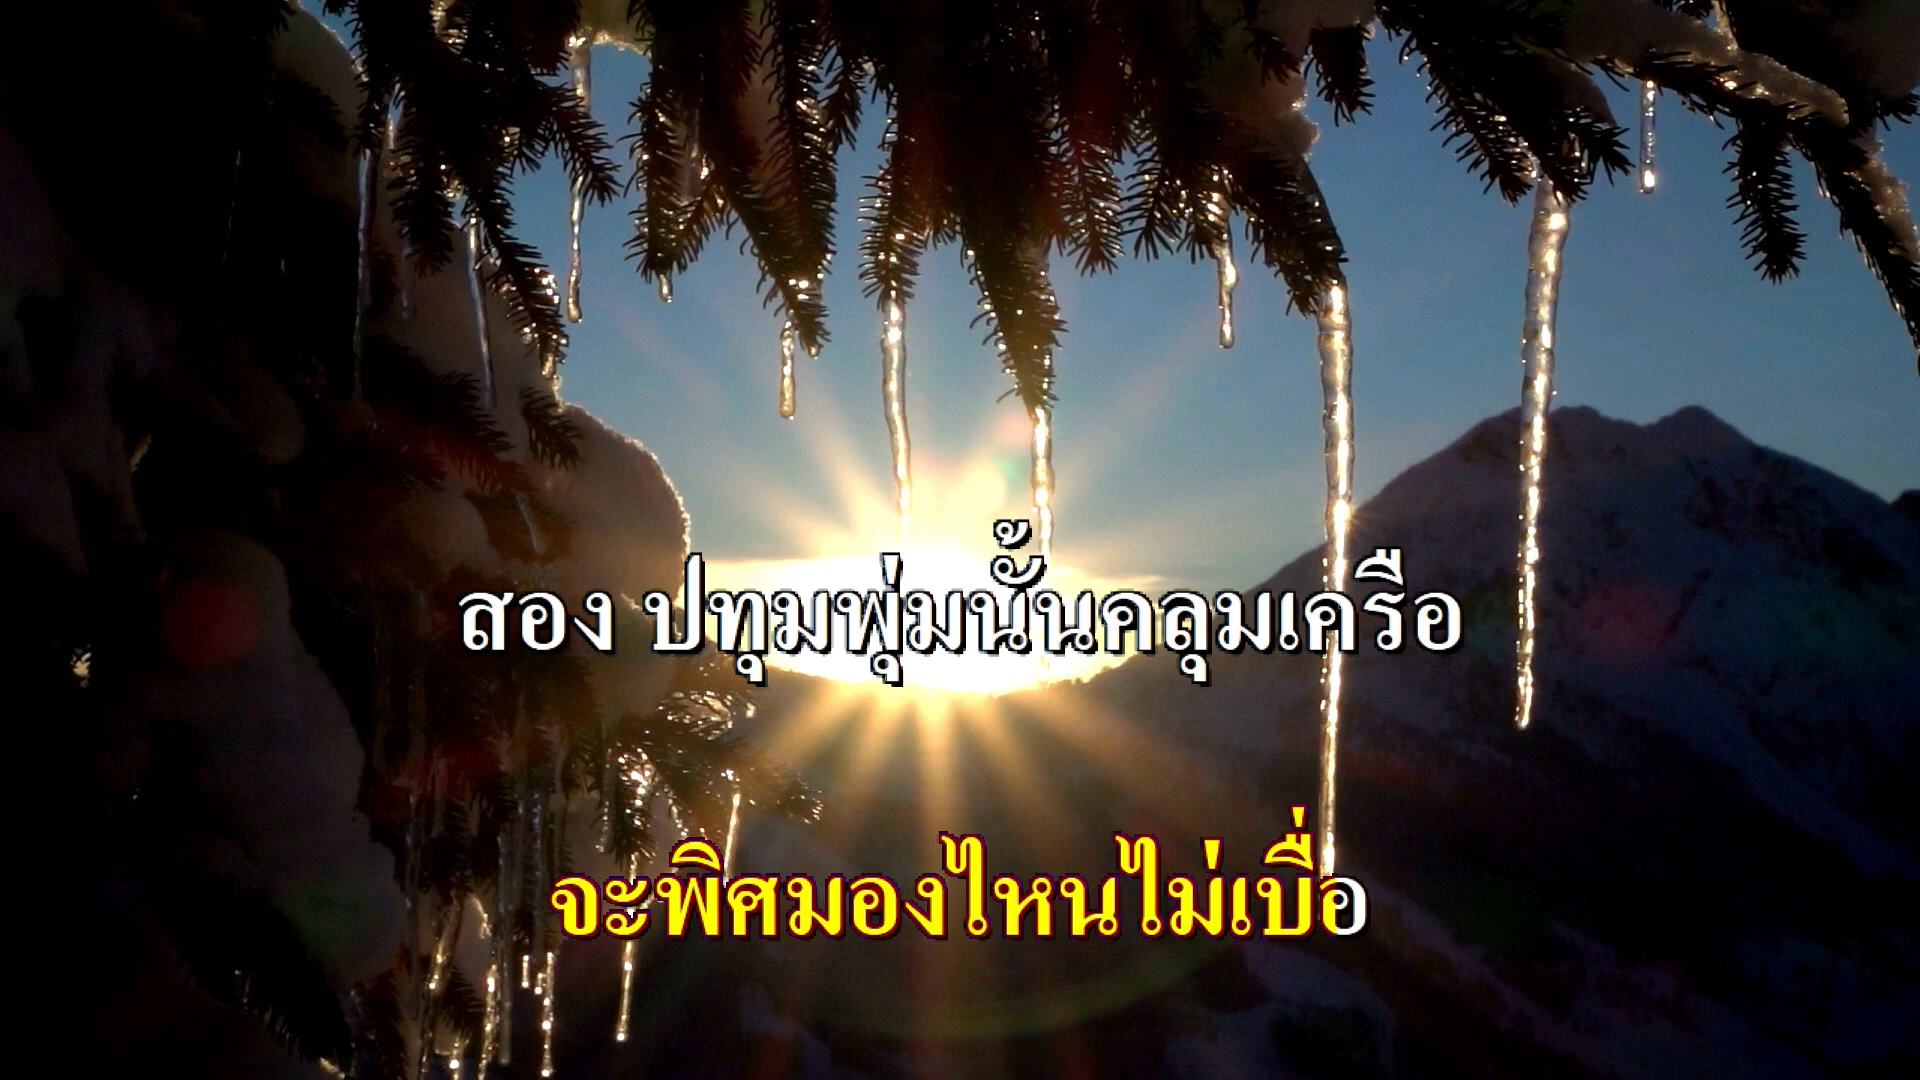 สอง ปทุมพุ่มนั้นคลุมเครือ
จะพิศมองไหนไม่เบื่อ